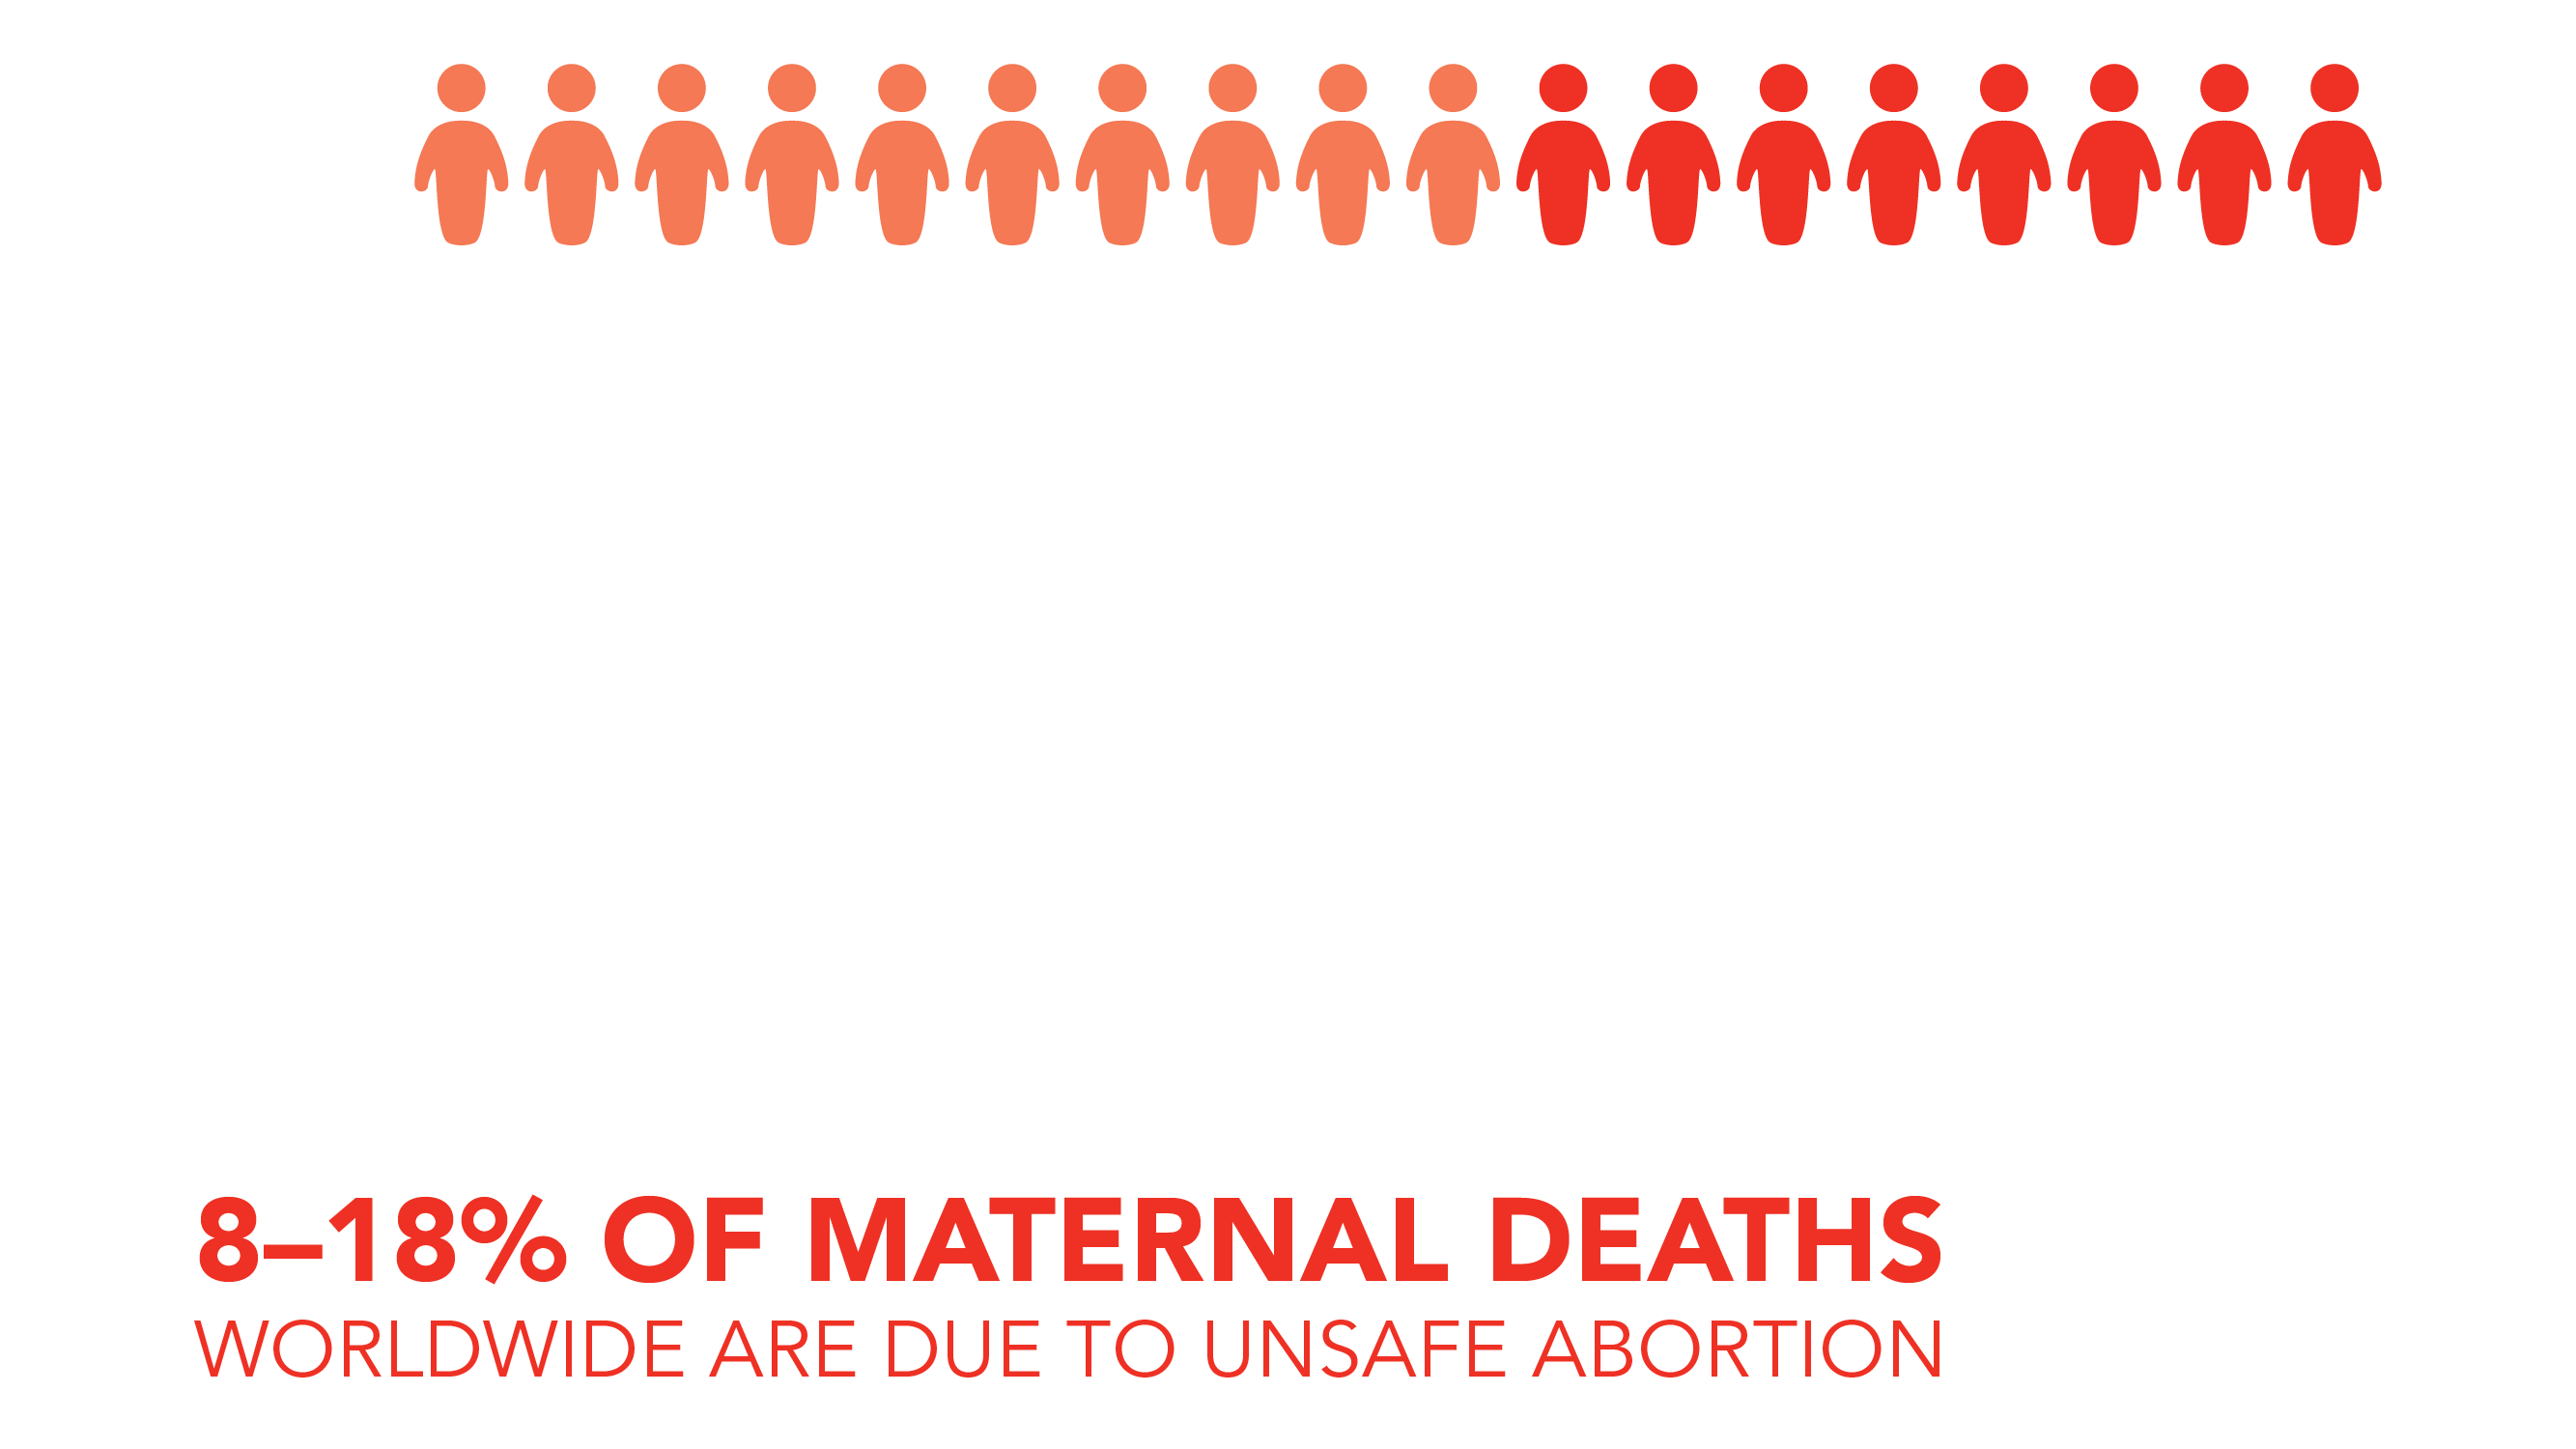 8–18% OF MATERNAL DEATHS
WORLDWIDE ARE DUE TO UNSAFE ABORTION